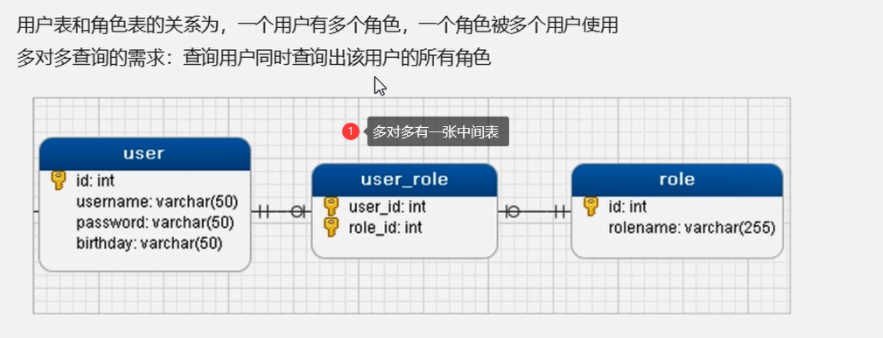 用户表和角色表的关系为，一个用户有多个角色，一个角色被多个用户使用
多对多查询的需求：查询用户同时查询出该用户的所有角色
1 多对多有一张中间表
user
id: int
username: varchar(50)
password: varchar(50)
birthday: varchar(50)
user_role
user_id: int
role_id: int
role
id: int
rolename: varchar(255)